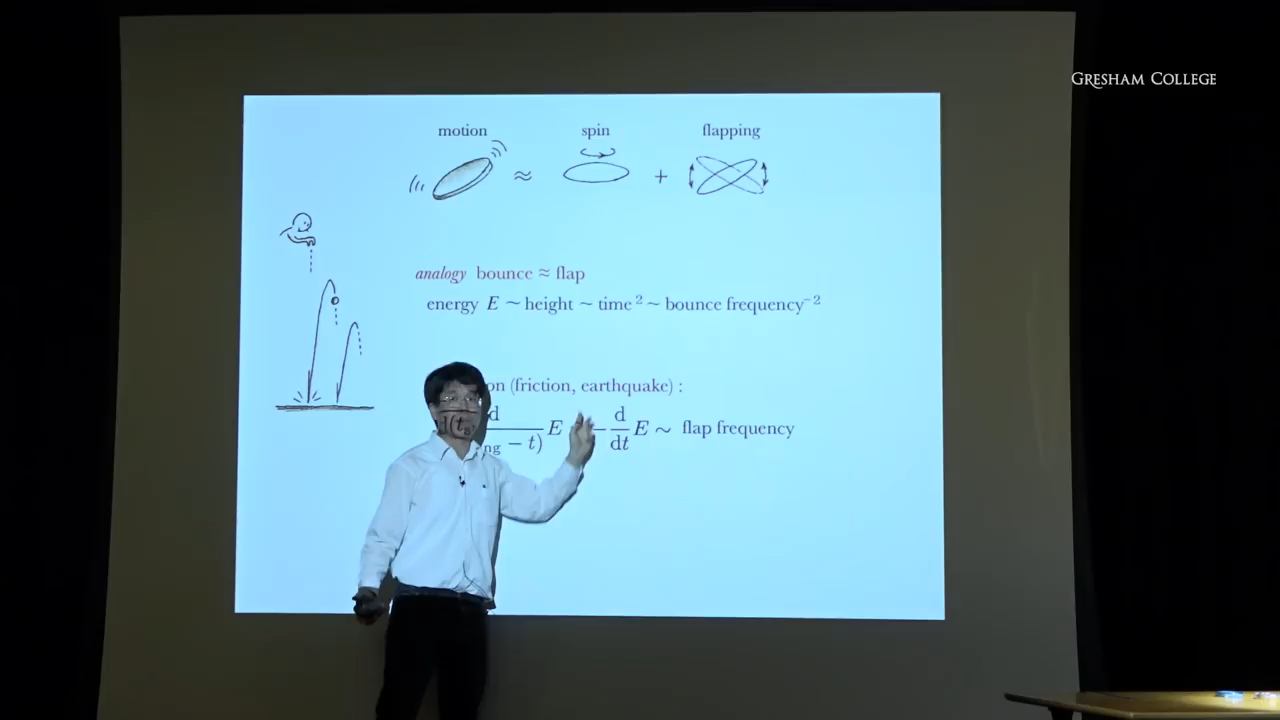 GRESHAM COLLEGE
motion spin flapping
≈ +
analogy bounce ≈ flap
energy E ~ height ~ time² ~ bounce frequency⁻²
(friction, earthquake) :
d E − d/dt E ~ flap frequency
− t)